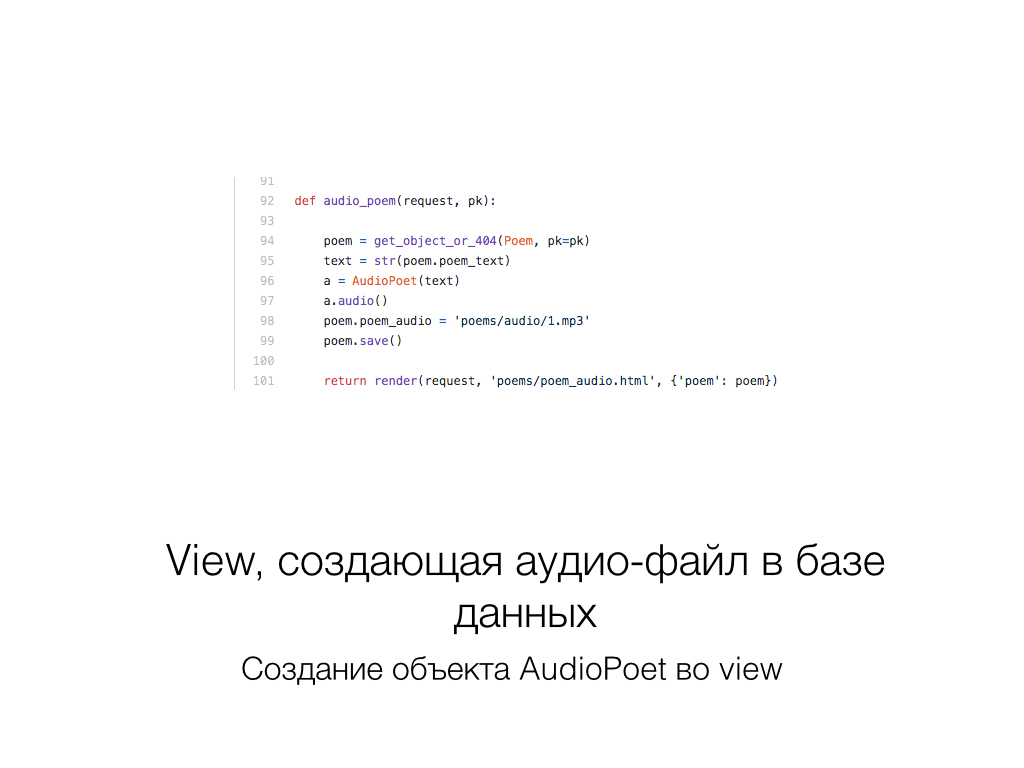 91
92 def audio_poem(request, pk):
93
94 poem = get_object_or_404(Poem, pk=pk)
95 text = str(poem.poem_text)
96 a = AudioPoet(text)
97 a.audio()
98 poem.poem_audio = 'poems/audio/1.mp3'
99 poem.save()
100
101 return render(request, 'poems/poem_audio.html', {'poem': poem})
View, создающая аудио-файл в базе
данных
Создание объекта AudioPoet во view